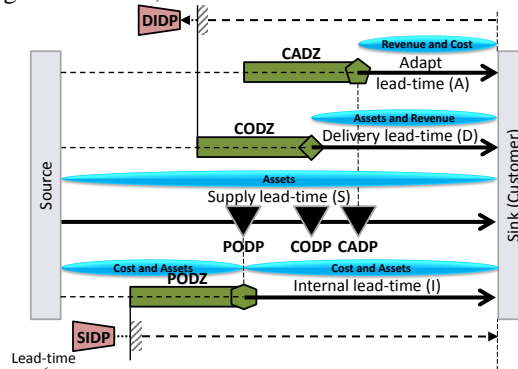 DIDP
Revenue and Cost
CADZ
Adapt
lead-time (A)
Assets and Revenue
CODZ
Delivery lead-time (D)
Assets
Supply lead-time (S)
Source
Sink (Customer)
PODP
CODP
CADP
Cost and Assets
Cost and Assets
PODZ
Internal lead-time (I)
SIDP
Lead-time